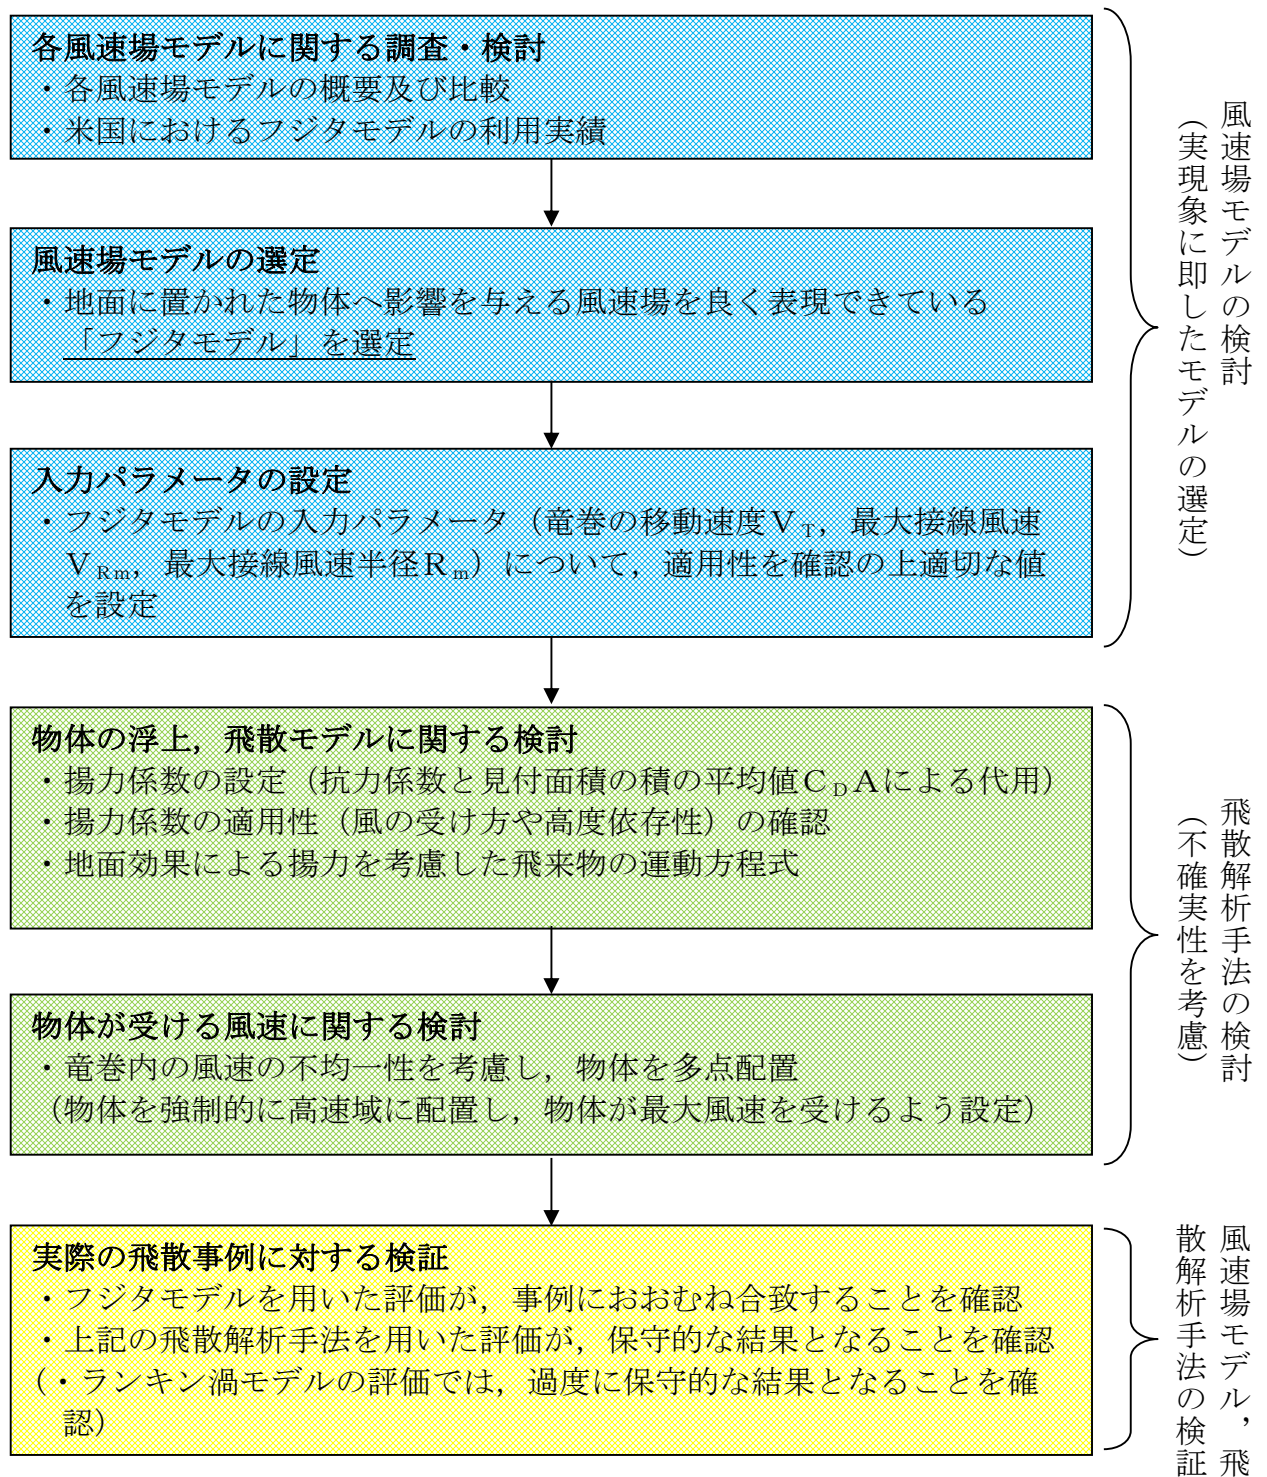 各風速場モデルに関する調査・検討
・各風速場モデルの概要及び比較
・米国におけるフジタモデルの利用実績
風速場モデルの選定
・地面に置かれた物体へ影響を与える風速場を良く表現できている
「フジタモデル」を選定
入力パラメータの設定
・フジタモデルの入力パラメータ（竜巻の移動速度ＶT，最大接線風速
ＶRm，最大接線風速半径Ｒm）について，適用性を確認の上適切な値
を設定
風速場モデルの検討
（実現象に即したモデルの選定）
物体の浮上，飛散モデルに関する検討
・揚力係数の設定（抗力係数と見付面積の積の平均値ＣDＡによる代用）
・揚力係数の適用性（風の受け方や高度依存性）の確認
・地面効果による揚力を考慮した飛来物の運動方程式
物体が受ける風速に関する検討
・竜巻内の風速の不均一性を考慮し，物体を多点配置
（物体を強制的に高速域に配置し，物体が最大風速を受けるよう設定）
飛散解析手法の検討
（不確実性を考慮）
実際の飛散事例に対する検証
・フジタモデルを用いた評価が，事例におおむね合致することを確認
・上記の飛散解析手法を用いた評価が，保守的な結果となることを確認
（・ランキン渦モデルの評価では，過度に保守的な結果となることを確
認）
風速場モデル，飛
散解析手法の検証